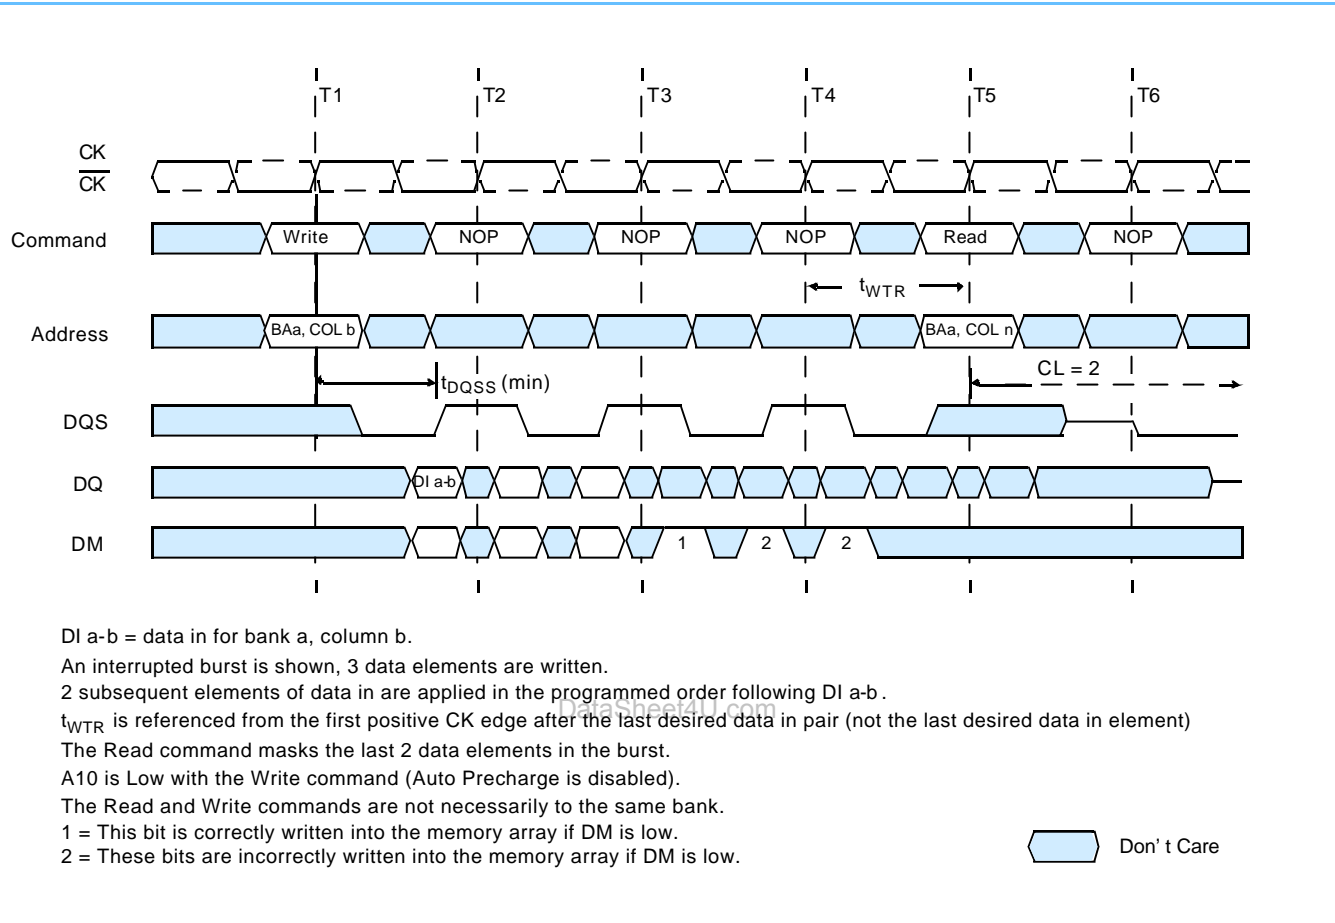 T1 T2 T3 T4 T5 T6
CK
CK
Command Write NOP NOP NOP Read NOP
tWTR
Address BAa, COL b BAa, COL n
tDQSS (min) CL = 2
DQS
DQ DI a-b
DM 1 2 2
DI a-b = data in for bank a, column b.
An interrupted burst is shown, 3 data elements are written.
2 subsequent elements of data in are applied in the programmed order following DI a-b.
DataSheet4U.com
tWTR is referenced from the first positive CK edge after the last desired data in pair (not the last desired data in element)
The Read command masks the last 2 data elements in the burst.
A10 is Low with the Write command (Auto Precharge is disabled).
The Read and Write commands are not necessarily to the same bank.
1 = This bit is correctly written into the memory array if DM is low.
2 = These bits are incorrectly written into the memory array if DM is low.
Don't Care